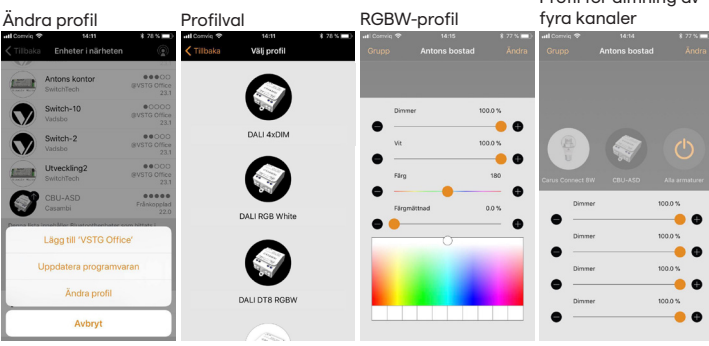 Ändra profil
Comviq 14:11 78 %
Tillbaka Enheter i närheten
Antons kontor
SwitchTech
@VSTG Office
23.1
Switch-10
Vadsbo
@VSTG Office
23.1
Switch-2
Vadsbo
@VSTG Office
23.1
Utveckling2
SwitchTech
@VSTG Office
23.1
CBU-ASD
Casambi
Frånkopplad
22.0
Lägg till 'VSTG Office'
Uppdatera programvaran
Ändra profil
Avbryt
Profilval
Comviq 14:11 78 %
Tillbaka Välj profil
DALI 4xDIM
DALI RGB White
DALI DT8 RGBW
RGBW-profil
Comviq 14:15 77 %
Grupp Antons bostad Ändra
Dimmer 100.0 %
Vit 100.0 %
Färg 180
Färgmättnad 0.0 %
fyra kanaler
Comviq 14:14 77 %
Grupp Antons bostad Ändra
Carus Connect BW CBU-ASD Alla armaturer
Dimmer 100.0 %
Dimmer 100.0 %
Dimmer 100.0 %
Dimmer 100.0 %